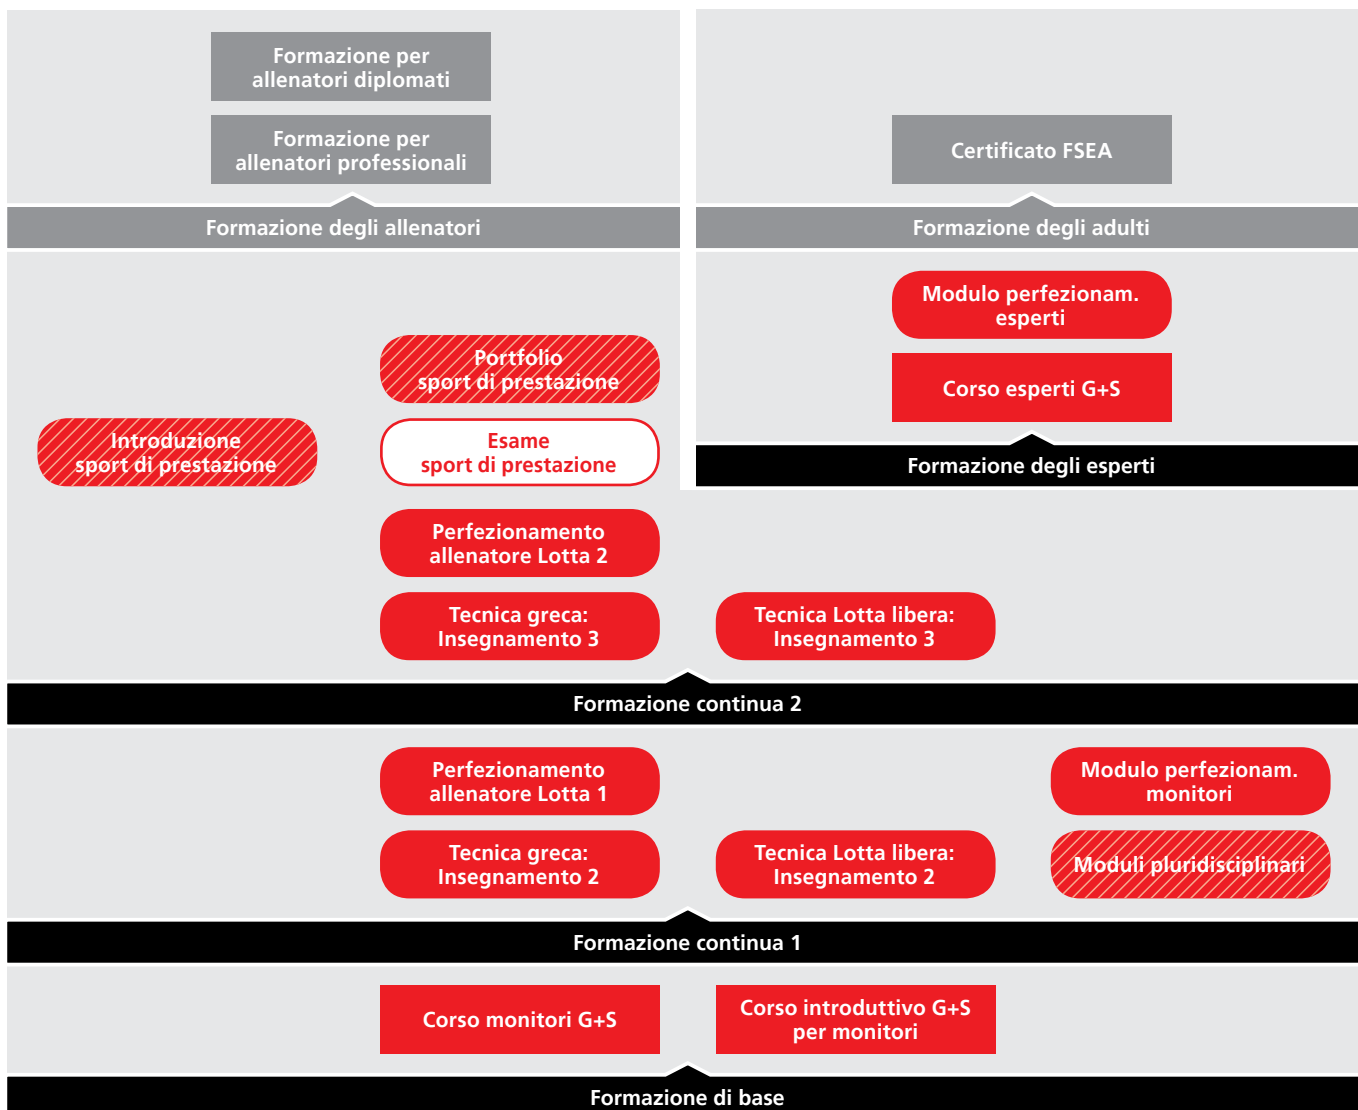 Formazione per
allenatori diplomati
Formazione per
allenatori professionali
Certificato FSEA
Formazione degli allenatori
Formazione degli adulti
Modulo perfezionam.
esperti
Portfolio
sport di prestazione
Corso esperti G+S
Introduzione
sport di prestazione
Esame
sport di prestazione
Formazione degli esperti
Perfezionamento
allenatore Lotta 2
Tecnica greca:
Insegnamento 3
Tecnica Lotta libera:
Insegnamento 3
Formazione continua 2
Perfezionamento
allenatore Lotta 1
Modulo perfezionam.
monitori
Tecnica greca:
Insegnamento 2
Tecnica Lotta libera:
Insegnamento 2
Moduli pluridisciplinari
Formazione continua 1
Corso monitori G+S
Corso introduttivo G+S
per monitori
Formazione di base